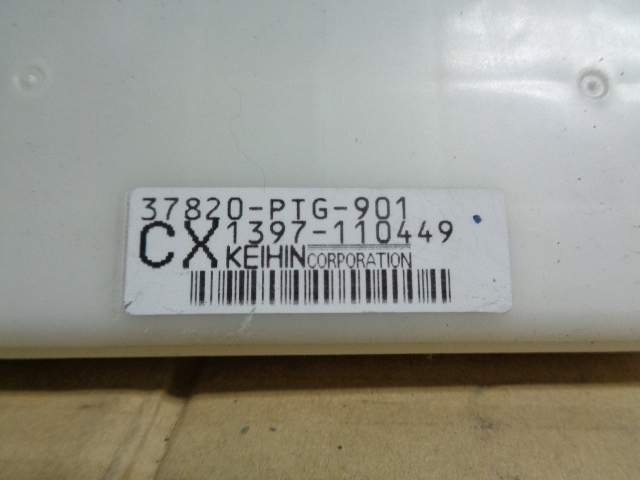 37820-PTG-901
CX 1397-110449
KEIHIN CORPORATION